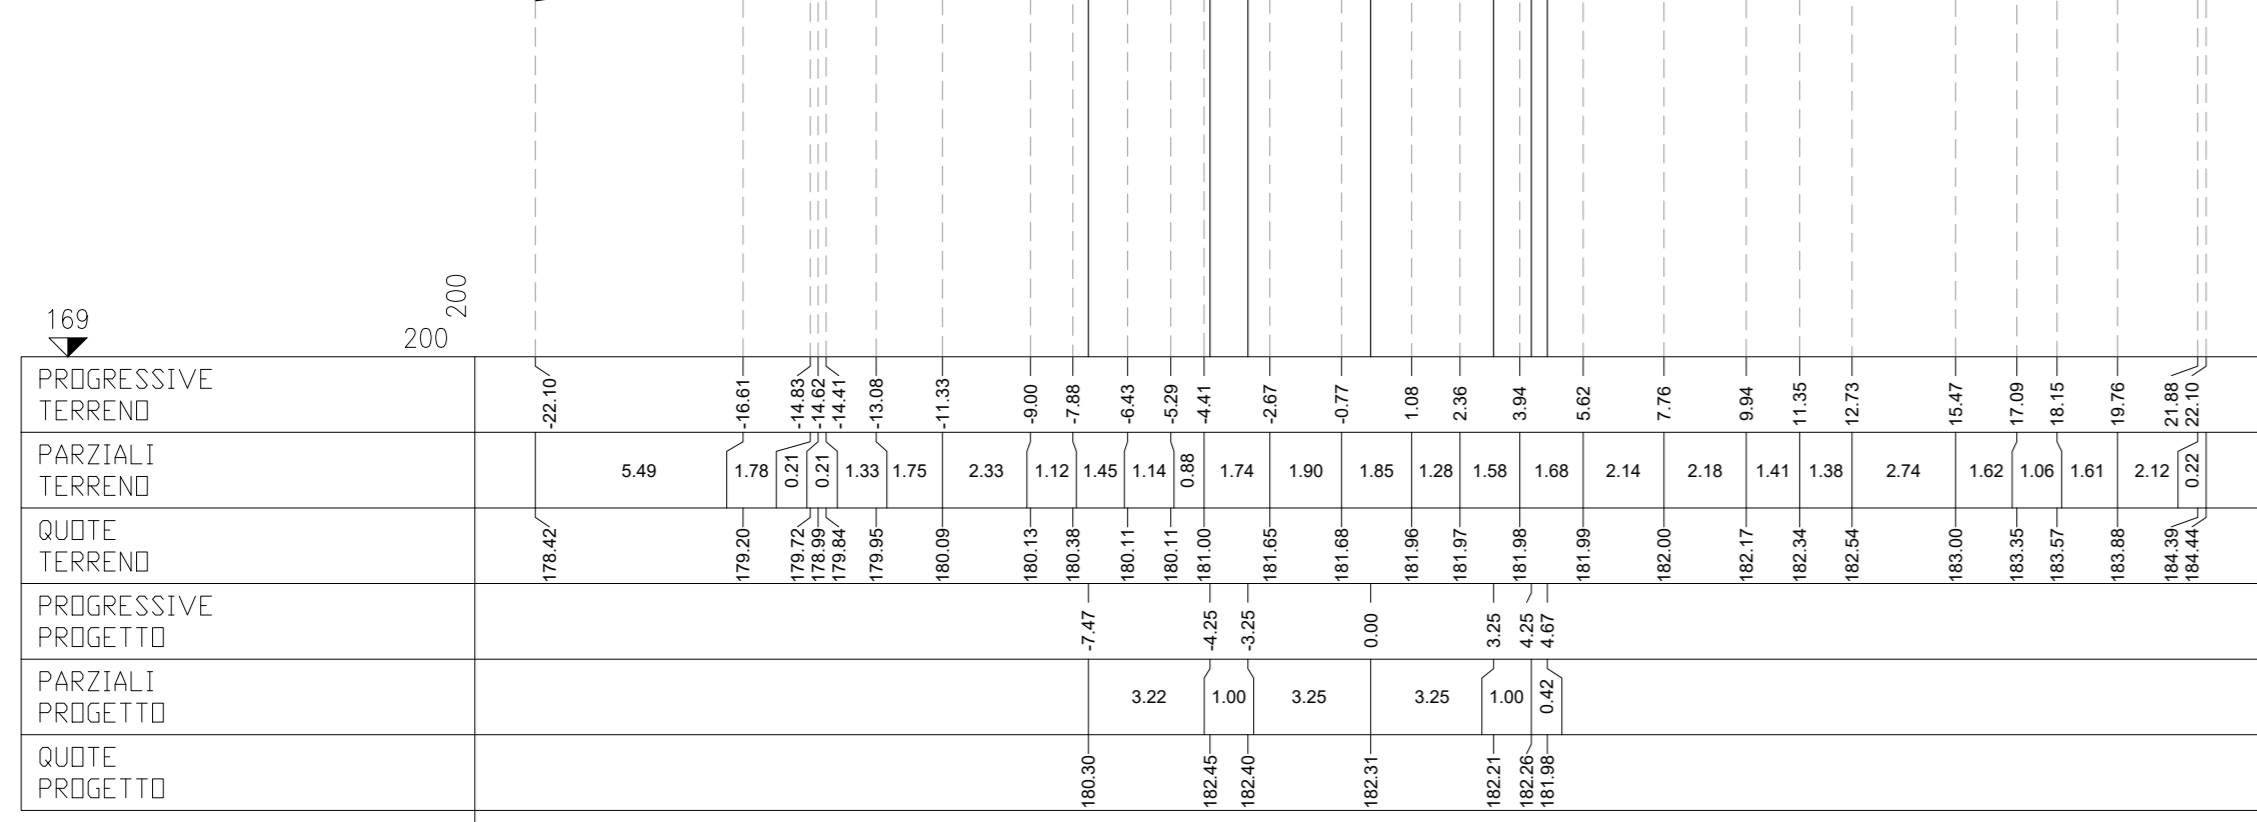 200
169
200
PROGRESSIVE
TERRENO
-22.10 -16.61 -14.83 -14.62 -14.41 -13.08 -11.33 -9.00 -7.88 -6.43 -5.29 -4.41 -2.67 -0.77 1.08 2.36 3.94 5.62 7.76 9.94 11.35 12.73 15.47 17.09 18.15 19.76 21.88 22.10
PARZIALI
TERRENO
5.49 1.78 0.21 0.21 1.33 1.75 2.33 1.12 1.45 1.14 0.88 1.74 1.90 1.85 1.28 1.58 1.68 2.14 2.18 1.41 1.38 2.74 1.62 1.06 1.61 2.12 0.22
QUOTE
TERRENO
178.42 179.20 179.72 178.99 179.84 179.95 180.09 180.13 180.38 180.11 180.11 181.00 181.65 181.68 181.96 181.97 181.98 181.99 182.00 182.17 182.34 182.54 183.00 183.35 183.57 183.88 184.39 184.44
PROGRESSIVE
PROGETTO
-7.47 -4.25 -3.25 0.00 3.25 4.25 4.67
PARZIALI
PROGETTO
3.22 1.00 3.25 3.25 1.00 0.42
QUOTE
PROGETTO
180.30 182.45 182.40 182.31 182.21 182.26 181.98